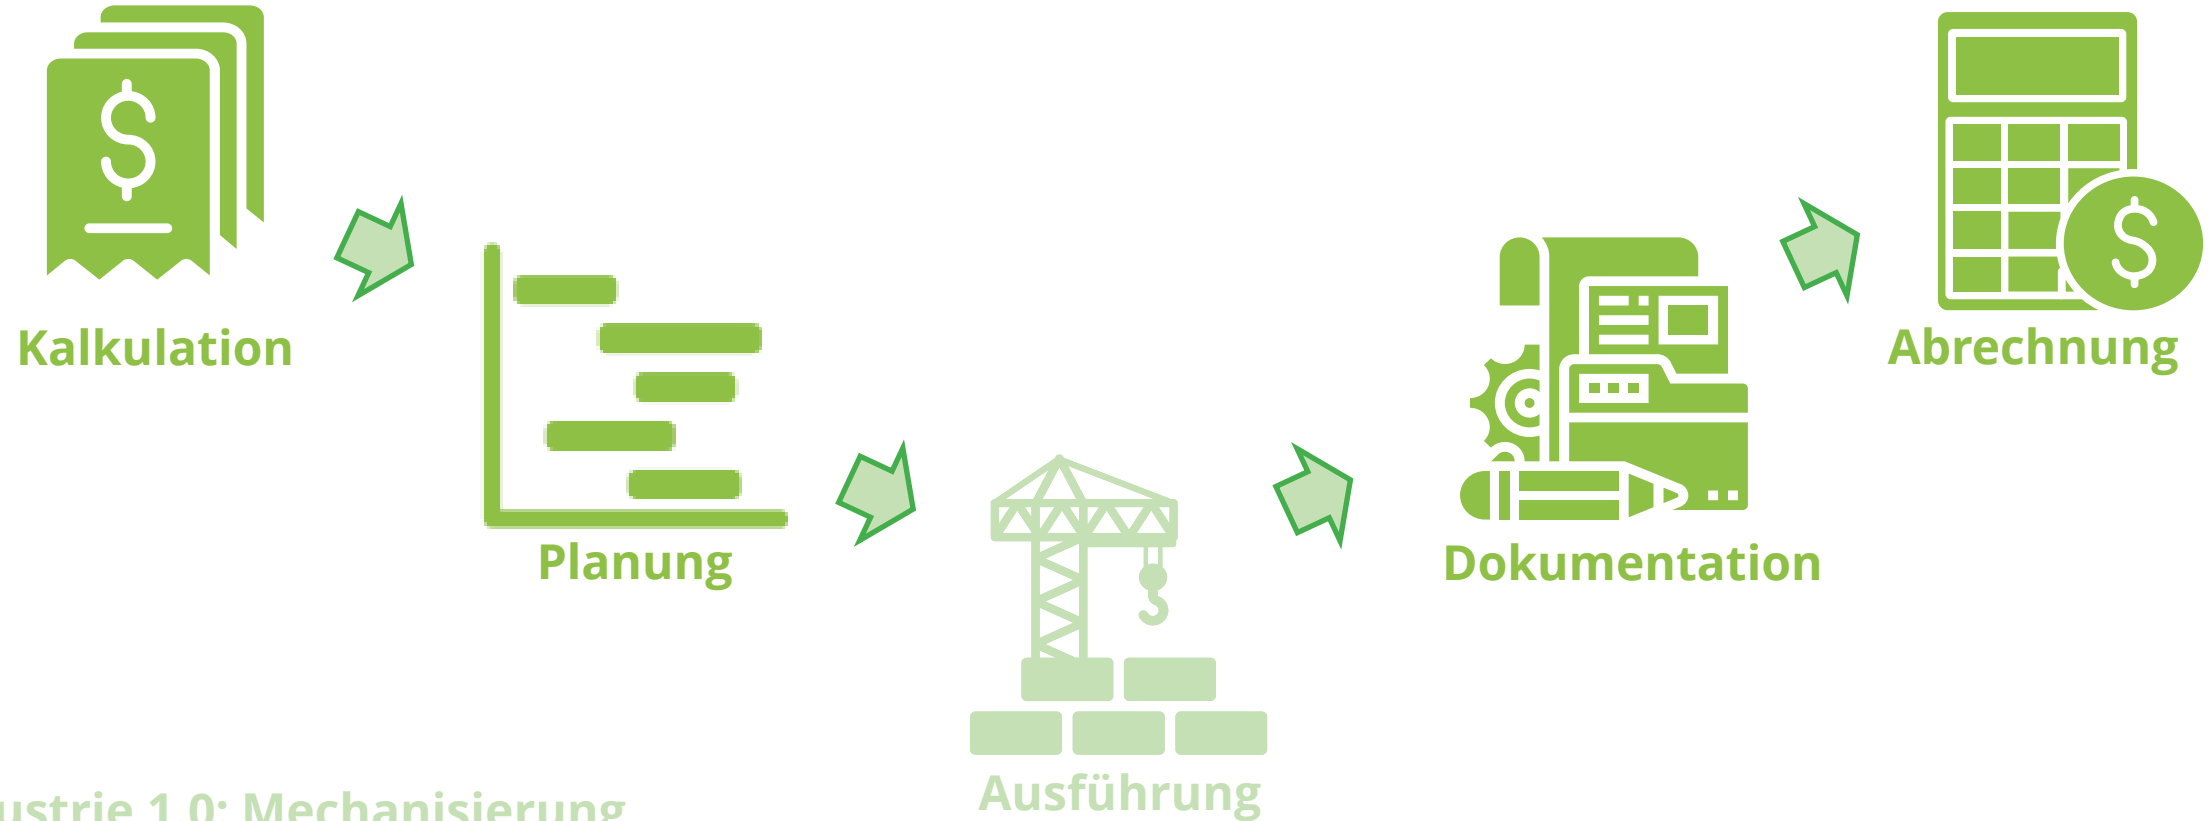 Kalkulation
Abrechnung
Planung
Dokumentation
Ausführung
ustrie 1.0: Mechanisierung